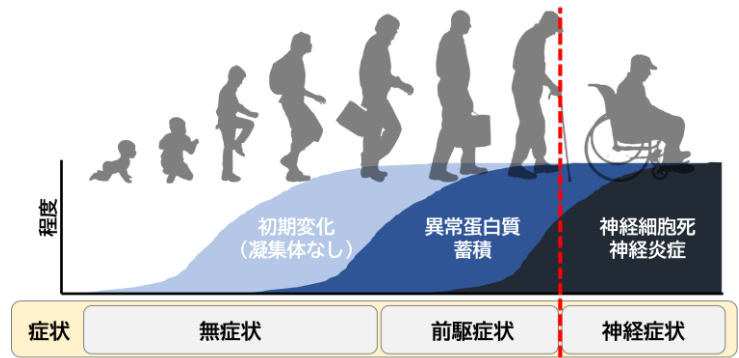 程度
初期変化
（凝集体なし）
異常蛋白質
蓄積
神経細胞死
神経炎症
症状
無症状
前駆症状
神経症状